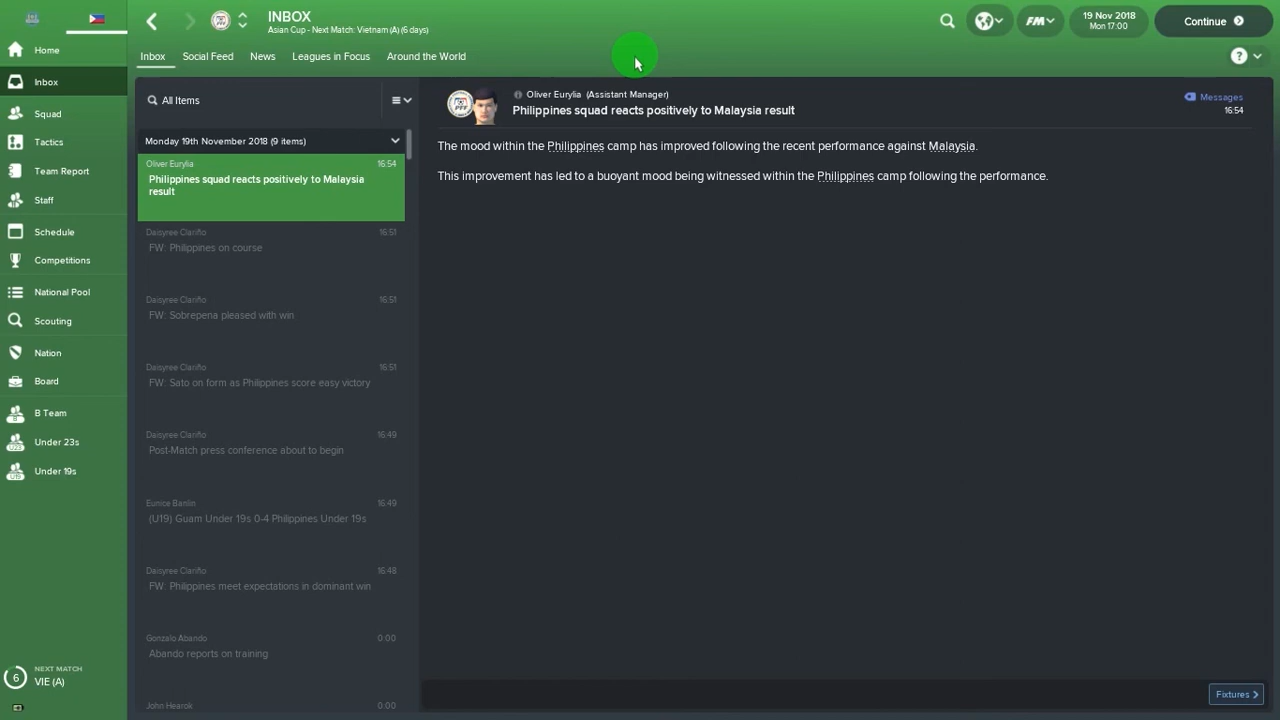 INBOX
Asian Cup - Next Match: Vietnam (A) (6 days)
FM
19 Nov 2018
Mon 17:00
Continue
Inbox Social Feed News Leagues in Focus Around the World
?
Home
Inbox
Squad
Tactics
Team Report
Staff
Schedule
Competitions
National Pool
Scouting
Nation
Board
B Team
Under 23s
Under 19s
6
NEXT MATCH
VIE (A)
All Items
Monday 19th November 2018 (9 items)
Oliver Eurylia 16:54
Philippines squad reacts positively to Malaysia
result
Daisyree Clariño 16:51
FW: Philippines on course
Daisyree Clariño 16:51
FW: Sobrepena pleased with win
Daisyree Clariño 16:51
FW: Sato on form as Philippines score easy victory
Daisyree Clariño 16:49
Post-Match press conference about to begin
Eunice Banlin 16:49
(U19) Guam Under 19s 0-4 Philippines Under 19s
Daisyree Clariño 16:48
FW: Philippines meet expectations in dominant win
Gonzalo Abando 0:00
Abando reports on training
John Hearok 0:00
Oliver Eurylia (Assistant Manager)
Philippines squad reacts positively to Malaysia result
Messages
16:54
The mood within the Philippines camp has improved following the recent performance against Malaysia.
This improvement has led to a buoyant mood being witnessed within the Philippines camp following the performance.
Fixtures